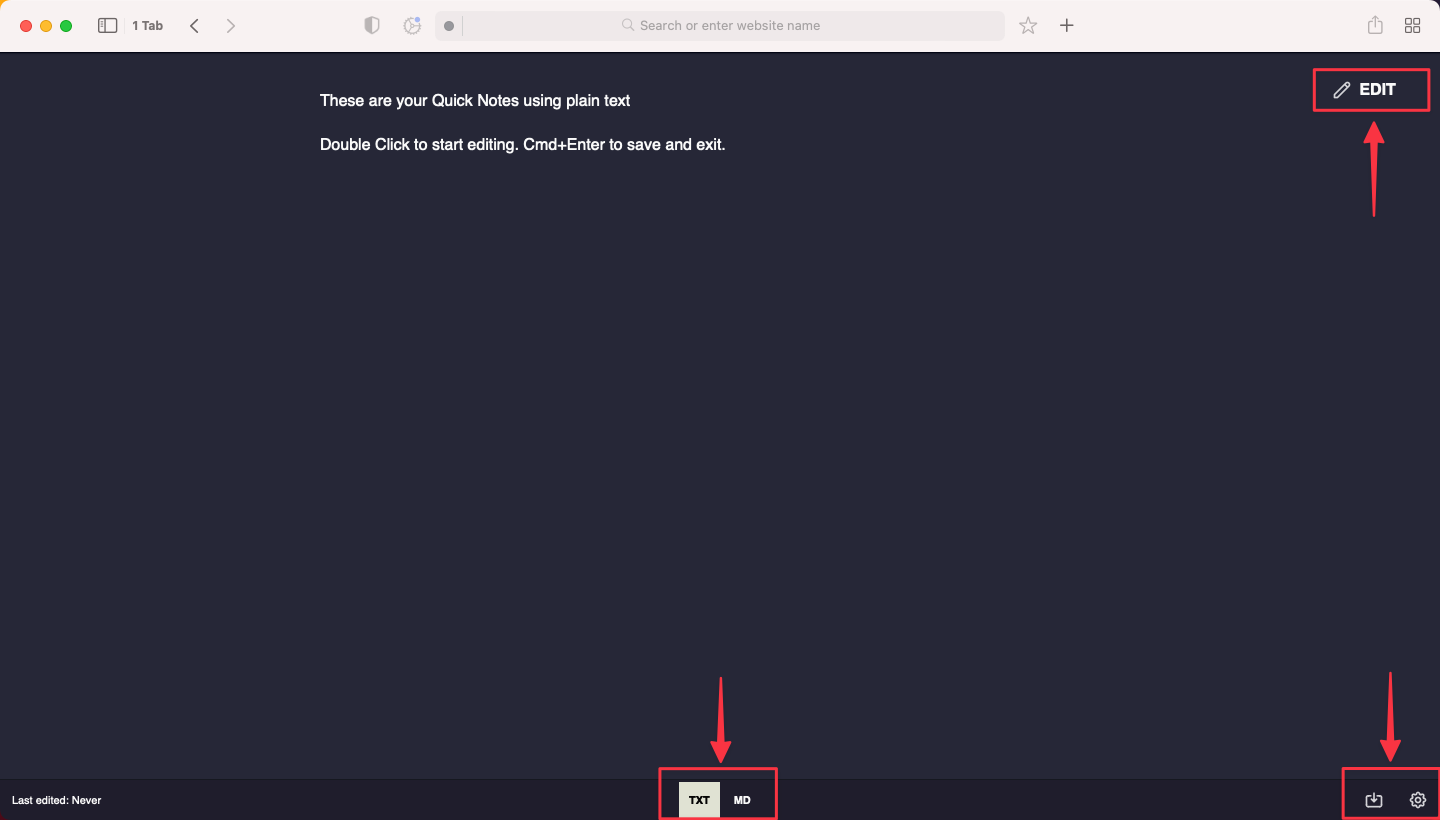 1 Tab
Search or enter website name
EDIT
These are your Quick Notes using plain text
Double Click to start editing. Cmd+Enter to save and exit.
Last edited: Never
TXT
MD